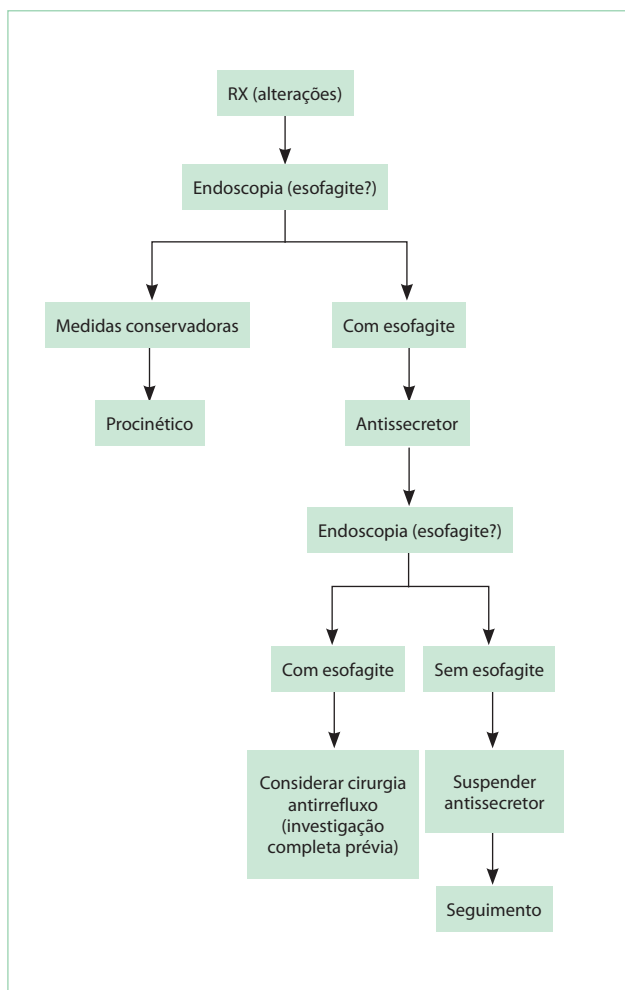 RX (alterações)
Endoscopia (esofagite?)
Medidas conservadoras
Com esofagite
Procinético
Antissecretor
Endoscopia (esofagite?)
Com esofagite
Sem esofagite
Considerar cirurgia
antirrefluxo
(investigação
completa prévia)
Suspender
antissecretor
Seguimento